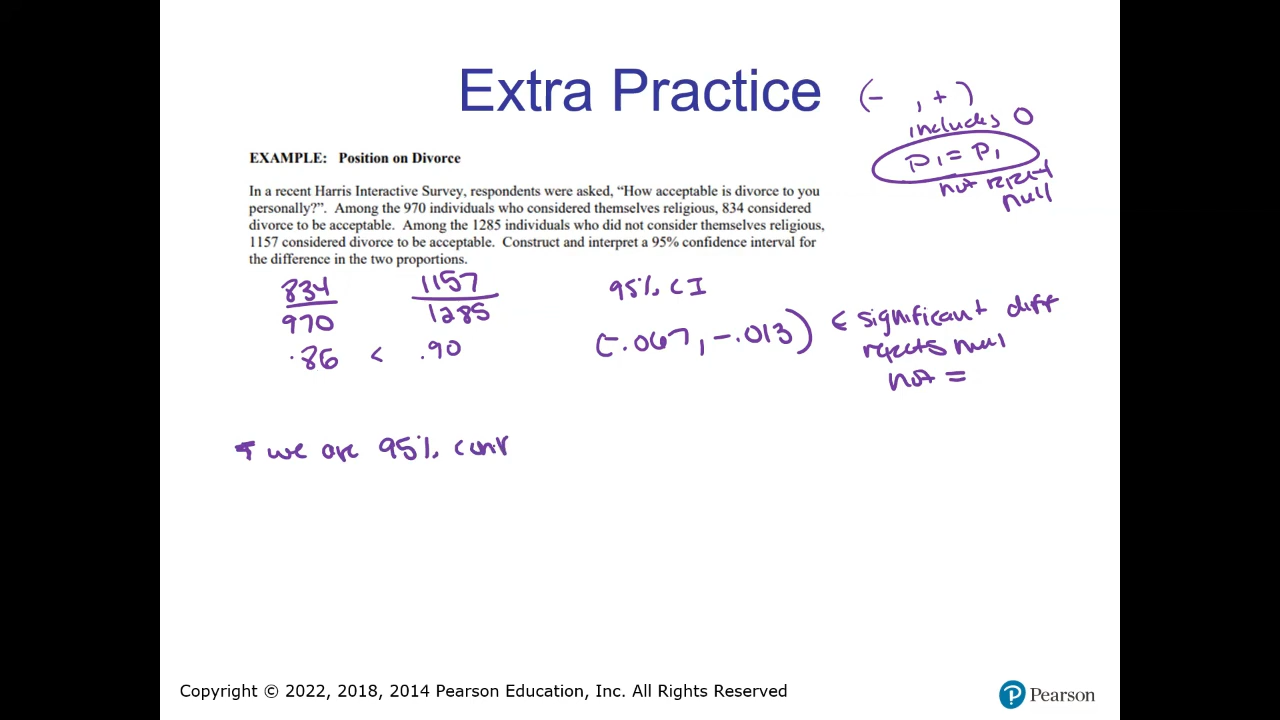 Extra Practice
(- , +)
includes 0
P1 = P1
not reject
null
EXAMPLE: Position on Divorce
In a recent Harris Interactive Survey, respondents were asked, “How acceptable is divorce to you
personally?”. Among the 970 individuals who considered themselves religious, 834 considered
divorce to be acceptable. Among the 1285 individuals who did not consider themselves religious,
1157 considered divorce to be acceptable. Construct and interpret a 95% confidence interval for
the difference in the two proportions.
834
970
.86 <
1157
1285
.90
95% CI
(-.067, -.013)
← significant diff
rejects null
not =
* we are 95% conf
Copyright © 2022, 2018, 2014 Pearson Education, Inc. All Rights Reserved
P Pearson